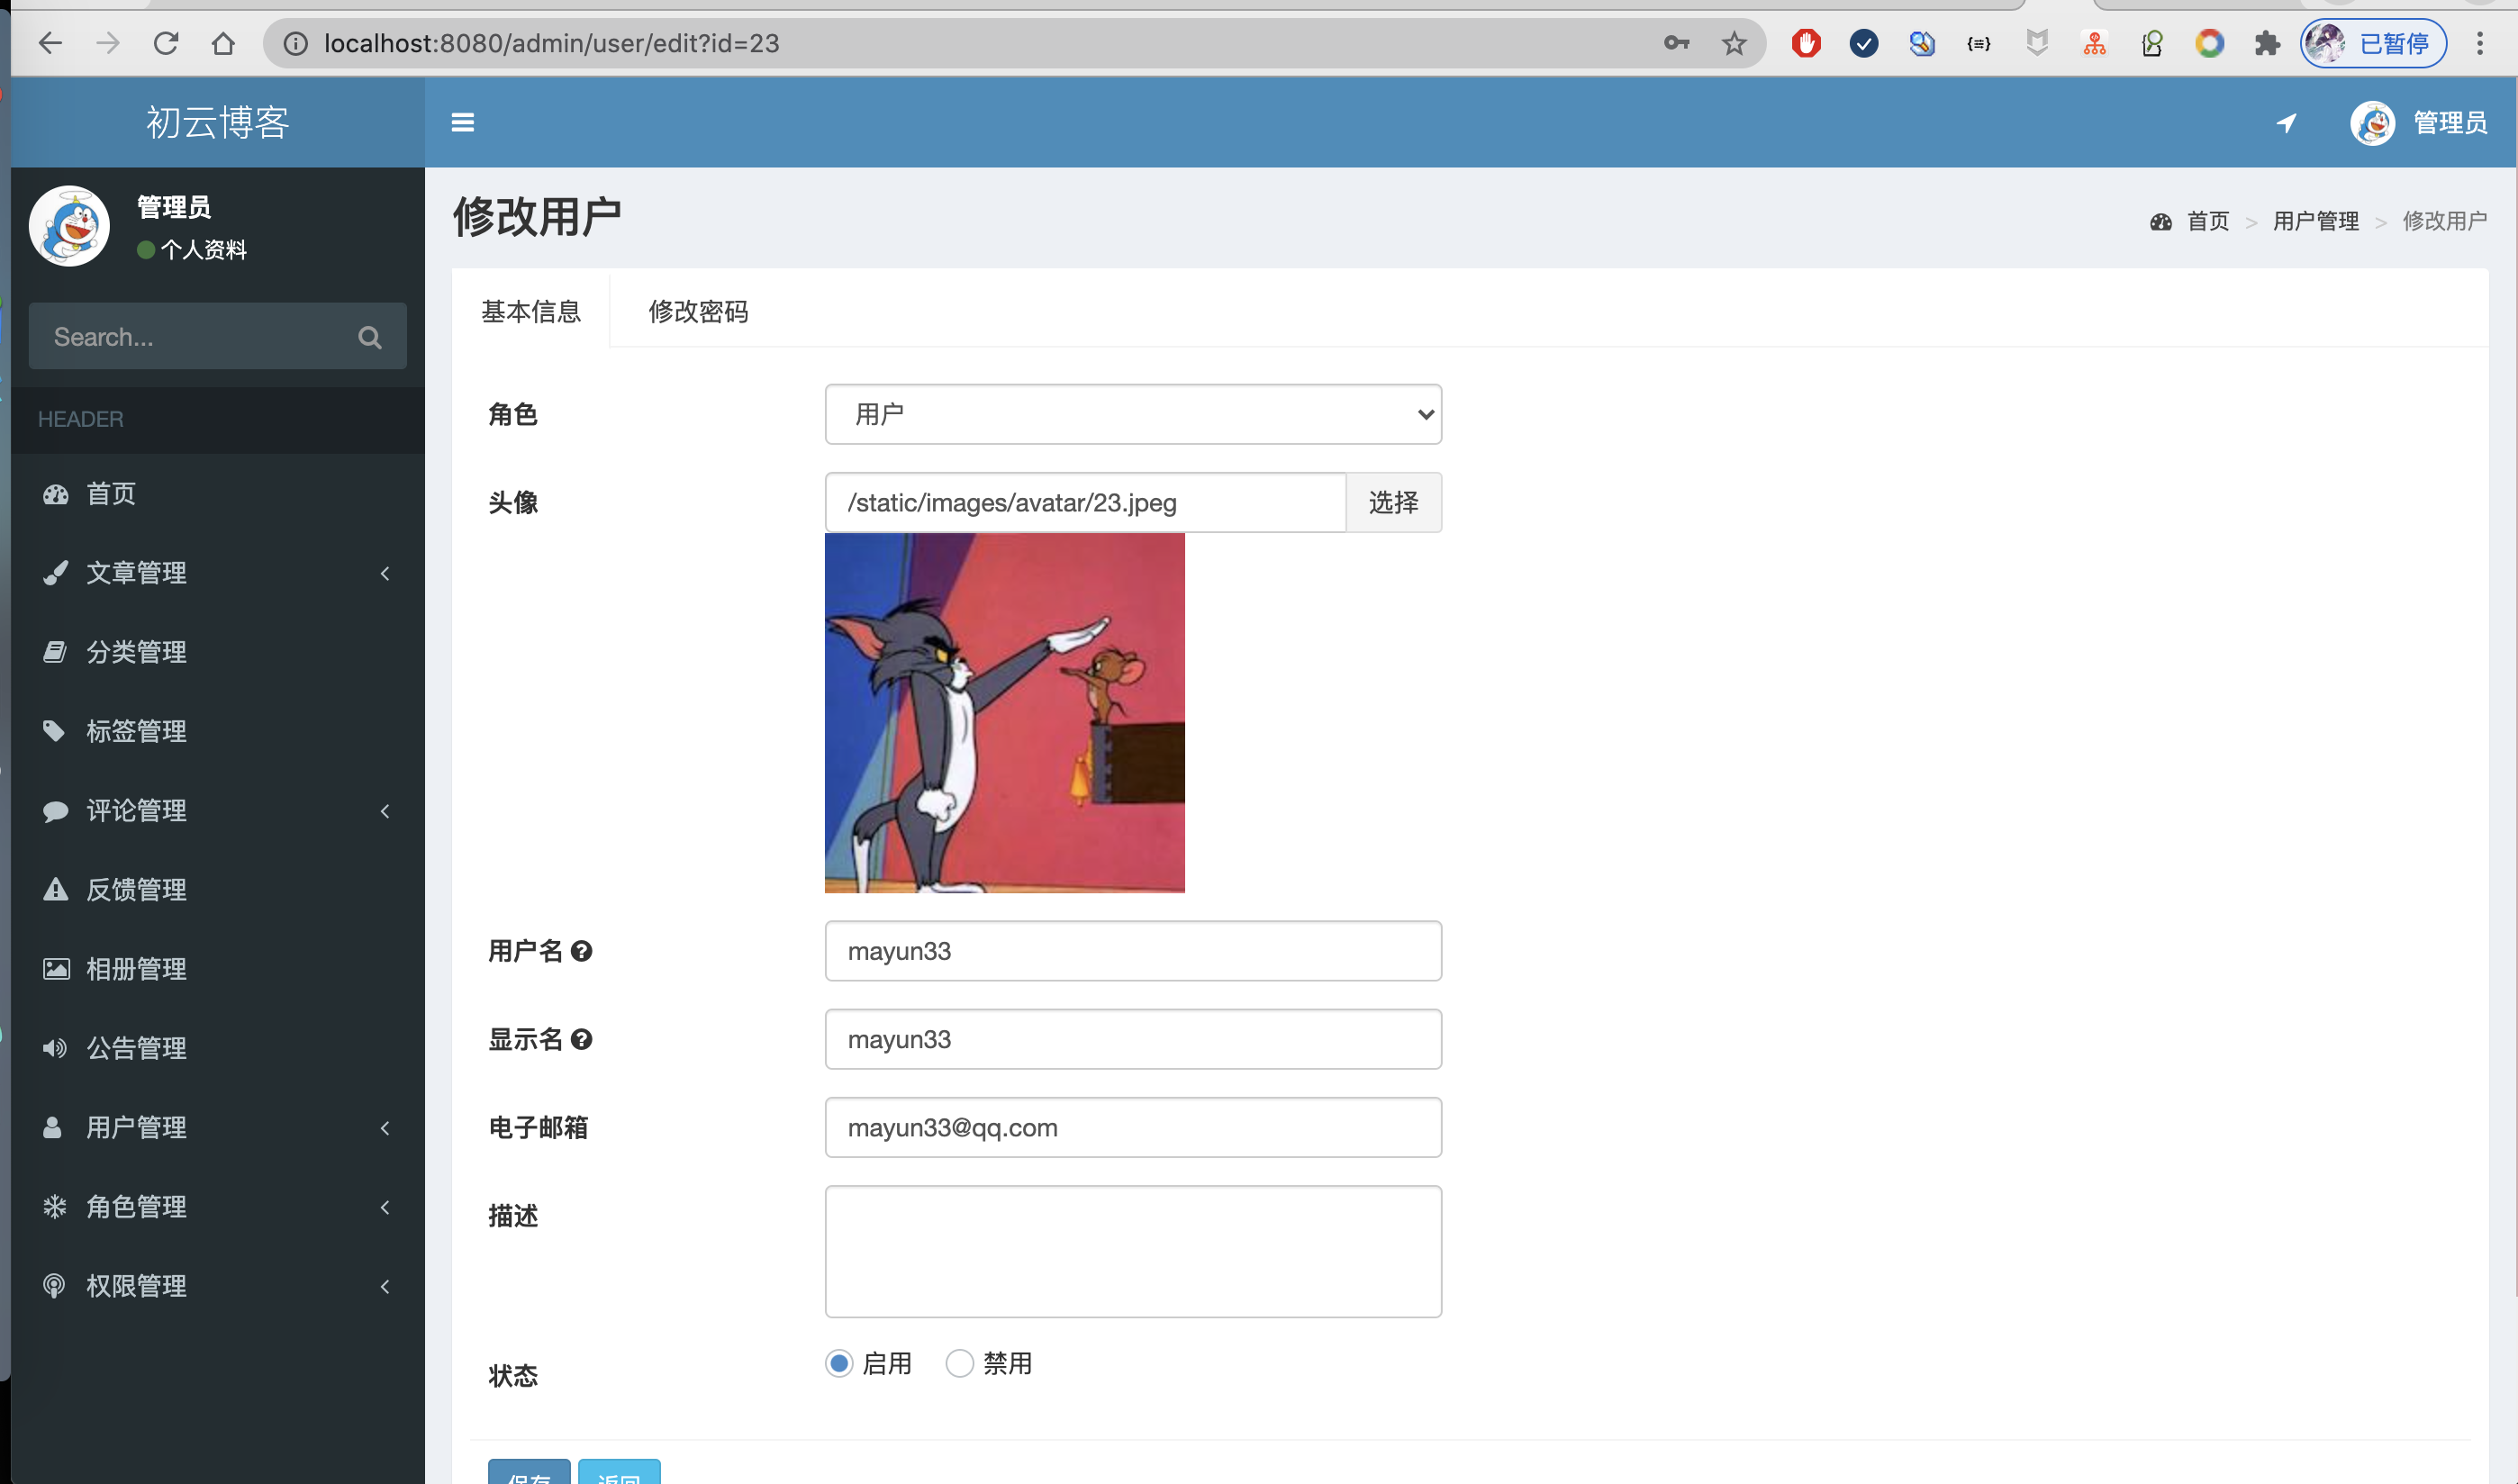 localhost:8080/admin/user/edit?id=23
已暂停
初云博客
管理员
管理员
个人资料
Search...
HEADER
首页
文章管理
分类管理
标签管理
评论管理
反馈管理
相册管理
公告管理
用户管理
角色管理
权限管理
修改用户
首页 > 用户管理 > 修改用户
基本信息 修改密码
角色 用户
头像 /static/images/avatar/23.jpeg 选择
用户名 mayun33
显示名 mayun33
电子邮箱 mayun33@qq.com
描述
状态 启用 禁用
保存 返回